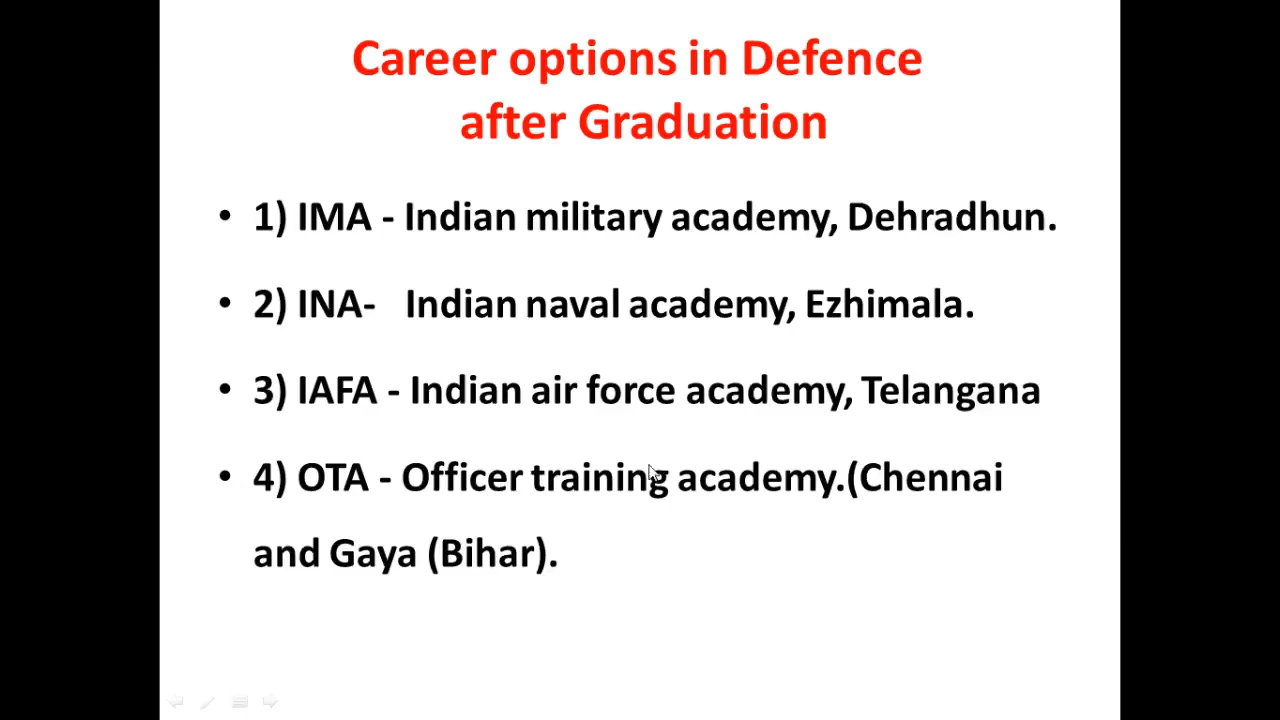 Career options in Defence
after Graduation
• 1) IMA - Indian military academy, Dehradhun.
• 2) INA- Indian naval academy, Ezhimala.
• 3) IAFA - Indian air force academy, Telangana
• 4) OTA - Officer training academy.(Chennai
and Gaya (Bihar).